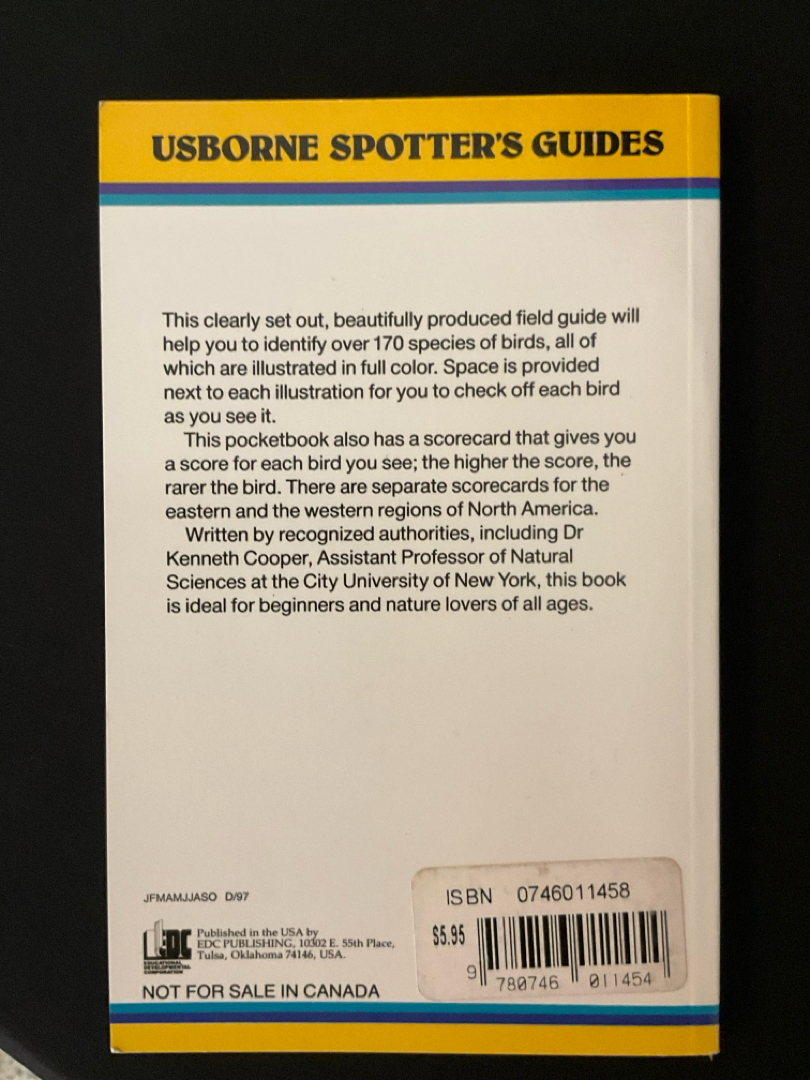 USBORNE SPOTTER'S GUIDES
This clearly set out, beautifully produced field guide will
help you to identify over 170 species of birds, all of
which are illustrated in full color. Space is provided
next to each illustration for you to check off each bird
as you see it.
This pocketbook also has a scorecard that gives you
a score for each bird you see; the higher the score, the
rarer the bird. There are separate scorecards for the
eastern and the western regions of North America.
Written by recognized authorities, including Dr
Kenneth Cooper, Assistant Professor of Natural
Sciences at the City University of New York, this book
is ideal for beginners and nature lovers of all ages.
JFMAMJJASO D/97
EDC
EDUCATIONAL
DEVELOPMENTAL
CORPORATION
Published in the USA by
EDC PUBLISHING, 10302 E. 55th Place,
Tulsa, Oklahoma 74146, USA.
NOT FOR SALE IN CANADA
ISBN 0746011458
$5.95
9 780746 011454